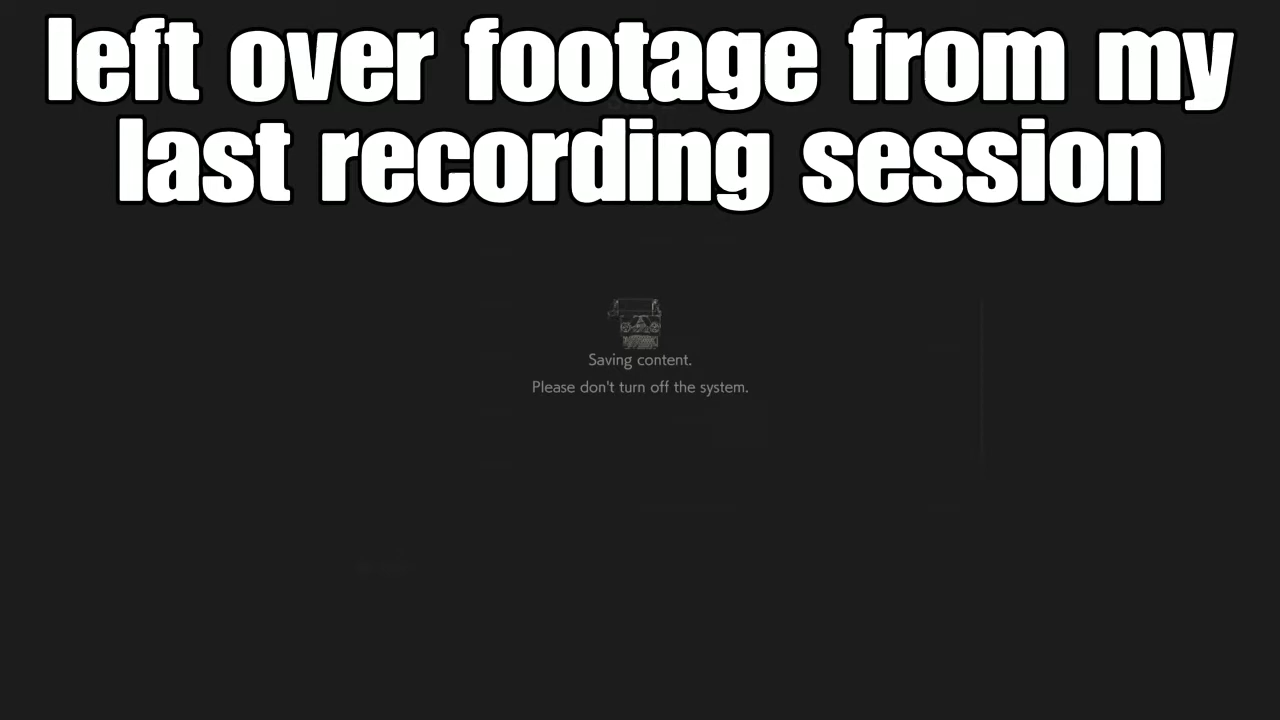 left over footage from my
last recording session
Saving content.
Please don't turn off the system.